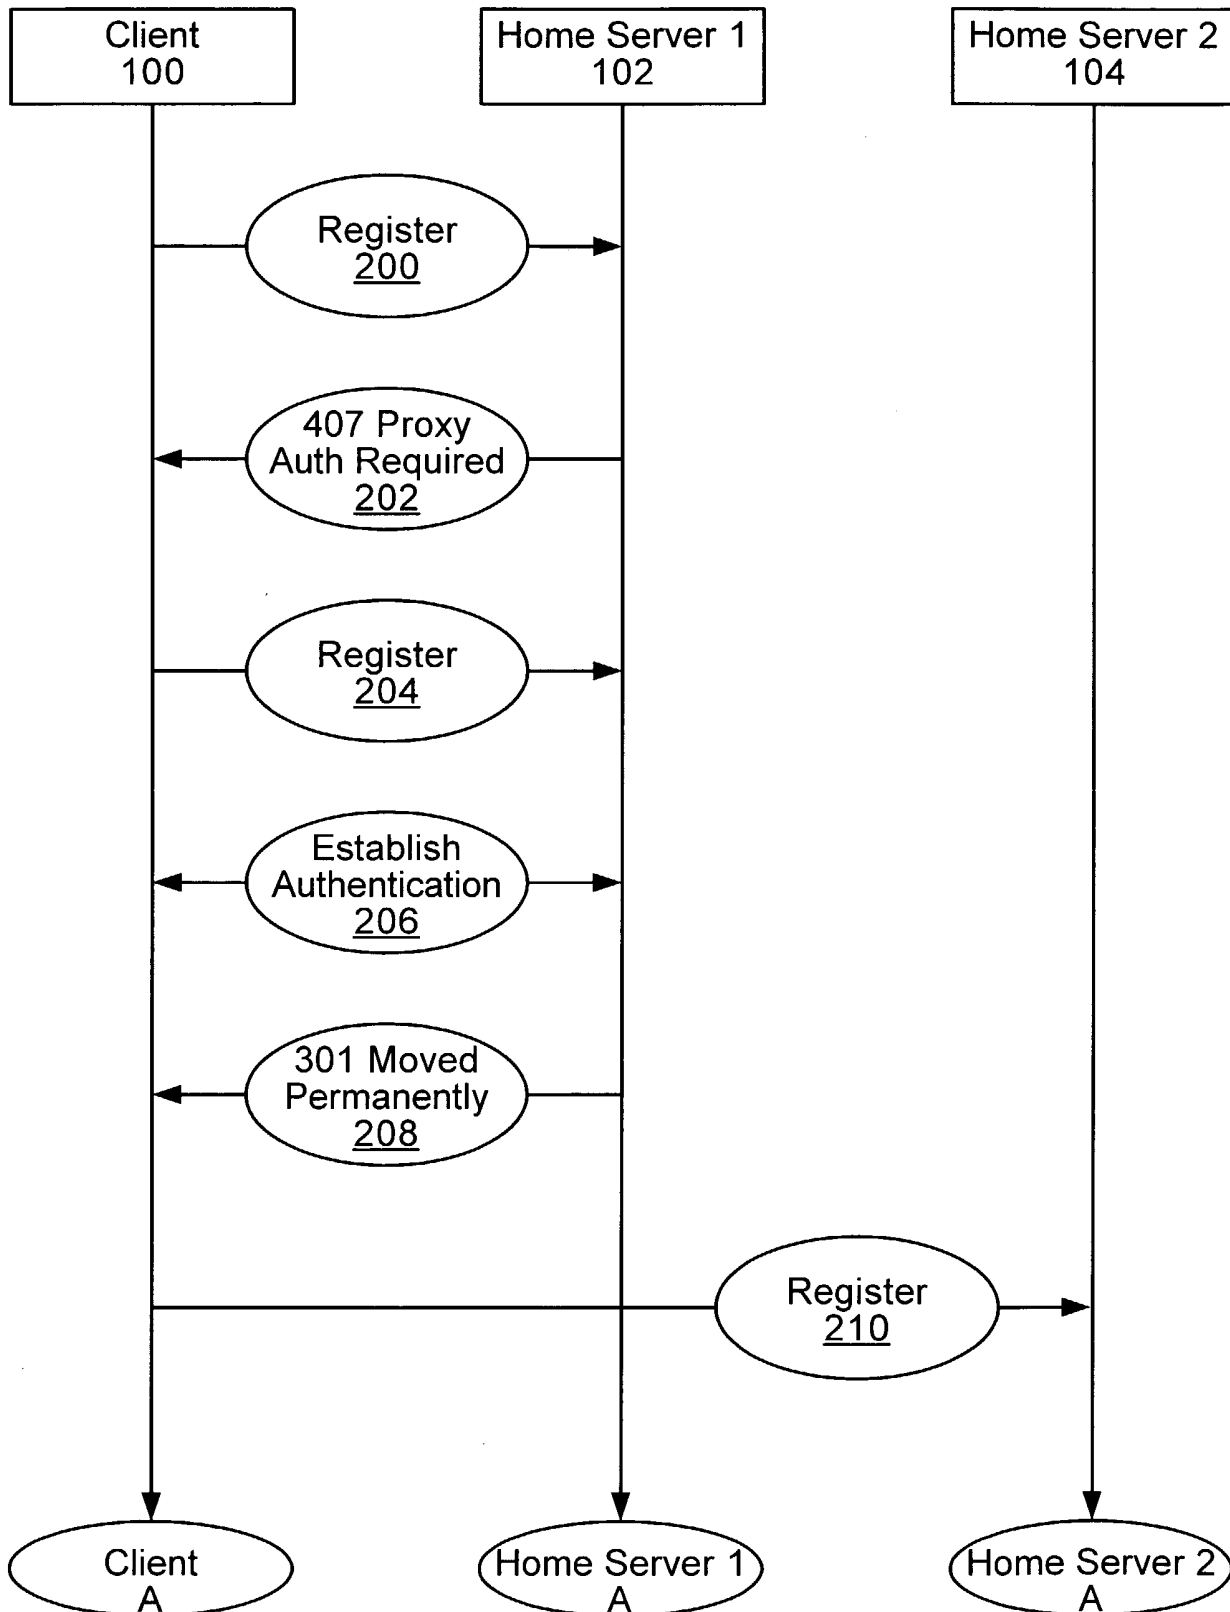 Client
100
Home Server 1
102
Home Server 2
104
Register
200
407 Proxy
Auth Required
202
Register
204
Establish
Authentication
206
301 Moved
Permanently
208
Register
210
Client
A
Home Server 1
A
Home Server 2
A